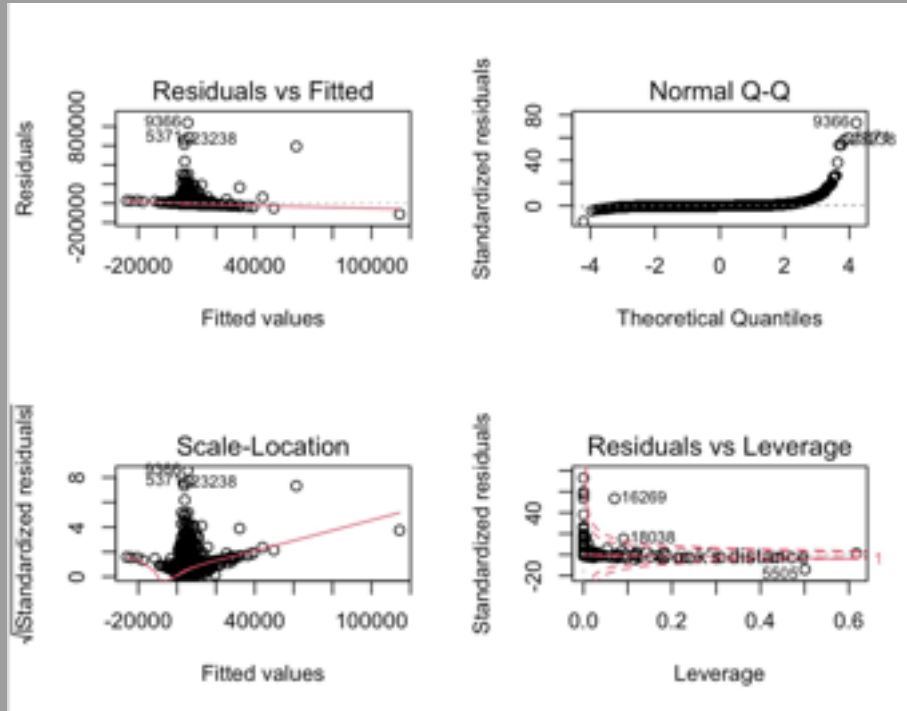 Residuals vs Fitted
Residuals
800000
-200000
9366
5371
23238
-20000
40000
100000
Fitted values
Normal Q-Q
Standardized residuals
80
40
0
9366
-4
-2
0
2
4
Theoretical Quantiles
Scale-Location
√|Standardized residuals|
8
4
0
9366
5371
23238
-20000
40000
100000
Fitted values
Residuals vs Leverage
Standardized residuals
40
-20
16269
18038
Cook's distance
5505
1
0.0
0.2
0.4
0.6
Leverage